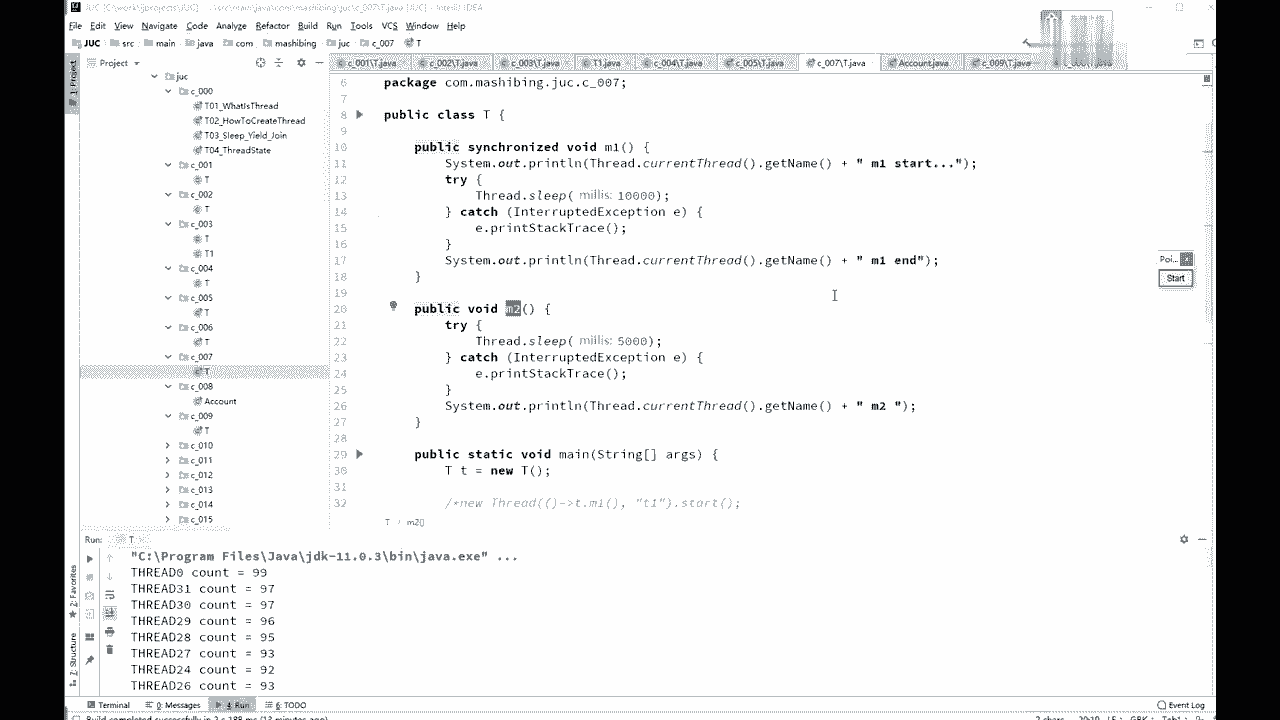 File Edit View Navigate Code Analyze Refactor Build Run Tools VCS Window Help
JUC src main java com mashibing juc c_007 T
Project
c_001\T.java c_002\T.java c_003\T.java T1.java c_004\T.java c_005\T.java c_007\T.java Account.java c_009\T.java
1: Project
juc
c_000
T01_WhatIsThread
T02_HowToCreateThread
T03_Sleep_Yield_Join
T04_ThreadState
c_001
T
c_002
T
c_003
T
T1
c_004
T
c_005
T
c_006
T
c_007
T
c_008
Account
c_009
T
c_010
c_011
c_012
c_013
c_014
c_015
6 package com.mashibing.juc.c_007;
7
8 public class T {
9
10 public synchronized void m1() {
11 System.out.println(Thread.currentThread().getName() + " m1 start...");
12 try {
13 Thread.sleep( millis: 10000);
14 } catch (InterruptedException e) {
15 e.printStackTrace();
16 }
17 System.out.println(Thread.currentThread().getName() + " m1 end");
18 }
19
20 public void m2() {
21 try {
22 Thread.sleep( millis: 5000);
23 } catch (InterruptedException e) {
24 e.printStackTrace();
25 }
26 System.out.println(Thread.currentThread().getName() + " m2 ");
27 }
28
29 public static void main(String[] args) {
30 T t = new T();
31
32 /*new Thread(()->t.m1(), "t1").start();
T m2()
Poi...
Start
Run: T
"C:\Program Files\Java\jdk-11.0.3\bin\java.exe" ...
THREAD0 count = 99
THREAD31 count = 97
THREAD30 count = 97
THREAD29 count = 96
THREAD28 count = 95
THREAD27 count = 93
THREAD24 count = 92
THREAD26 count = 93
2: Favorites
7: Structure
Terminal 0: Messages 4: Run 6: TODO Event Log